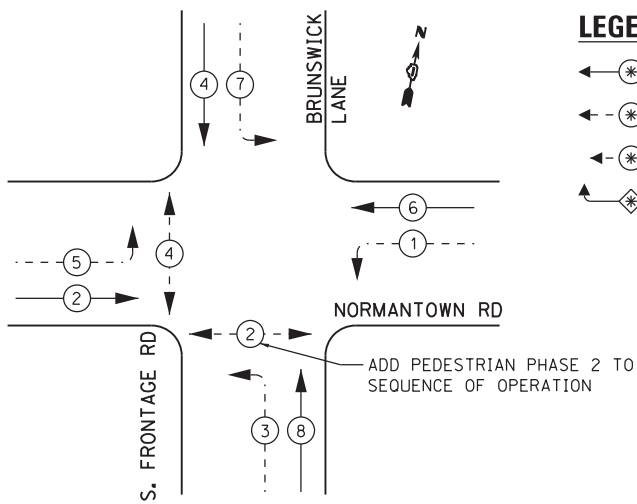 BRUNSWICK
LANE
N
4
7
6
1
5
4
2
NORMANTOWN RD
2
ADD PEDESTRIAN PHASE 2 TO
SEQUENCE OF OPERATION
S. FRONTAGE RD
3
8
LEGE
*
*
*
*